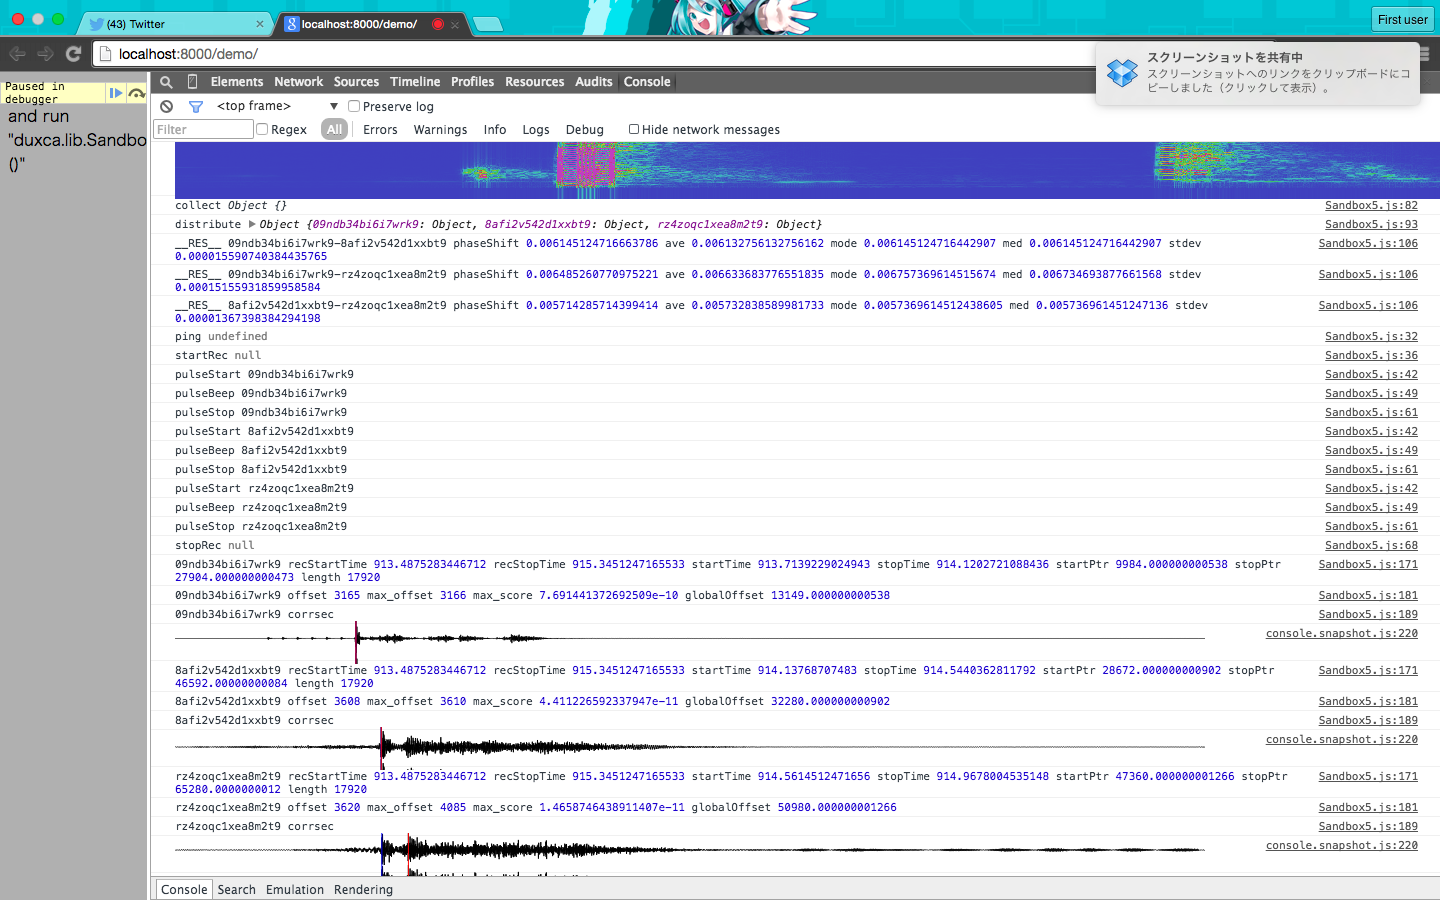 (43) Twitter
localhost:8000/demo/
First user
localhost:8000/demo/
スクリーンショットを共有中
スクリーンショットへのリンクをクリップボードにコ
ピーしました（クリックして表示）。
Paused in
debugger
and run
"duxca.lib.Sandbo
()"
Elements Network Sources Timeline Profiles Resources Audits Console
<top frame> Preserve log
Filter Regex All Errors Warnings Info Logs Debug Hide network messages
collect Object {} Sandbox5.js:82
distribute Object {09ndb34bi6i7wrk9: Object, 8afi2v542d1xxbt9: Object, rz4zoqc1xea8m2t9: Object} Sandbox5.js:93
__RES__ 09ndb34bi6i7wrk9-8afi2v542d1xxbt9 phaseShift 0.006145124716663786 ave 0.006132756132756162 mode 0.006145124716442907 med 0.006145124716442907 stdev Sandbox5.js:106
0.000015590740384435765
__RES__ 09ndb34bi6i7wrk9-rz4zoqc1xea8m2t9 phaseShift 0.006485260770975221 ave 0.006633683776551835 mode 0.006757369614515674 med 0.006734693877661568 stdev Sandbox5.js:106
0.00015155931859958584
__RES__ 8afi2v542d1xxbt9-rz4zoqc1xea8m2t9 phaseShift 0.005714285714399414 ave 0.005732838589981733 mode 0.0057369614512438605 med 0.005736961451247136 stdev Sandbox5.js:106
0.00001367398384294198
ping undefined Sandbox5.js:32
startRec null Sandbox5.js:36
pulseStart 09ndb34bi6i7wrk9 Sandbox5.js:42
pulseBeep 09ndb34bi6i7wrk9 Sandbox5.js:49
pulseStop 09ndb34bi6i7wrk9 Sandbox5.js:61
pulseStart 8afi2v542d1xxbt9 Sandbox5.js:42
pulseBeep 8afi2v542d1xxbt9 Sandbox5.js:49
pulseStop 8afi2v542d1xxbt9 Sandbox5.js:61
pulseStart rz4zoqc1xea8m2t9 Sandbox5.js:42
pulseBeep rz4zoqc1xea8m2t9 Sandbox5.js:49
pulseStop rz4zoqc1xea8m2t9 Sandbox5.js:61
stopRec null Sandbox5.js:68
09ndb34bi6i7wrk9 recStartTime 913.4875283446712 recStopTime 915.3451247165533 startTime 913.7139229024943 stopTime 914.1202721088436 startPtr 9984.000000000538 stopPtr Sandbox5.js:171
27904.000000000473 length 17920
09ndb34bi6i7wrk9 offset 3165 max_offset 3166 max_score 7.691441372692509e-10 globalOffset 13149.000000000538 Sandbox5.js:181
09ndb34bi6i7wrk9 corrsec Sandbox5.js:189
console.snapshot.js:220
8afi2v542d1xxbt9 recStartTime 913.4875283446712 recStopTime 915.3451247165533 startTime 914.13768707483 stopTime 914.5440362811792 startPtr 28672.000000000902 stopPtr Sandbox5.js:171
46592.00000000084 length 17920
8afi2v542d1xxbt9 offset 3608 max_offset 3610 max_score 4.411226592337947e-11 globalOffset 32280.000000000902 Sandbox5.js:181
8afi2v542d1xxbt9 corrsec Sandbox5.js:189
console.snapshot.js:220
rz4zoqc1xea8m2t9 recStartTime 913.4875283446712 recStopTime 915.3451247165533 startTime 914.5614512471656 stopTime 914.9678004535148 startPtr 47360.000000001266 stopPtr Sandbox5.js:171
65280.0000000012 length 17920
rz4zoqc1xea8m2t9 offset 3620 max_offset 4085 max_score 1.4658746438911407e-11 globalOffset 50980.000000001266 Sandbox5.js:181
rz4zoqc1xea8m2t9 corrsec Sandbox5.js:189
console.snapshot.js:220
Console Search Emulation Rendering